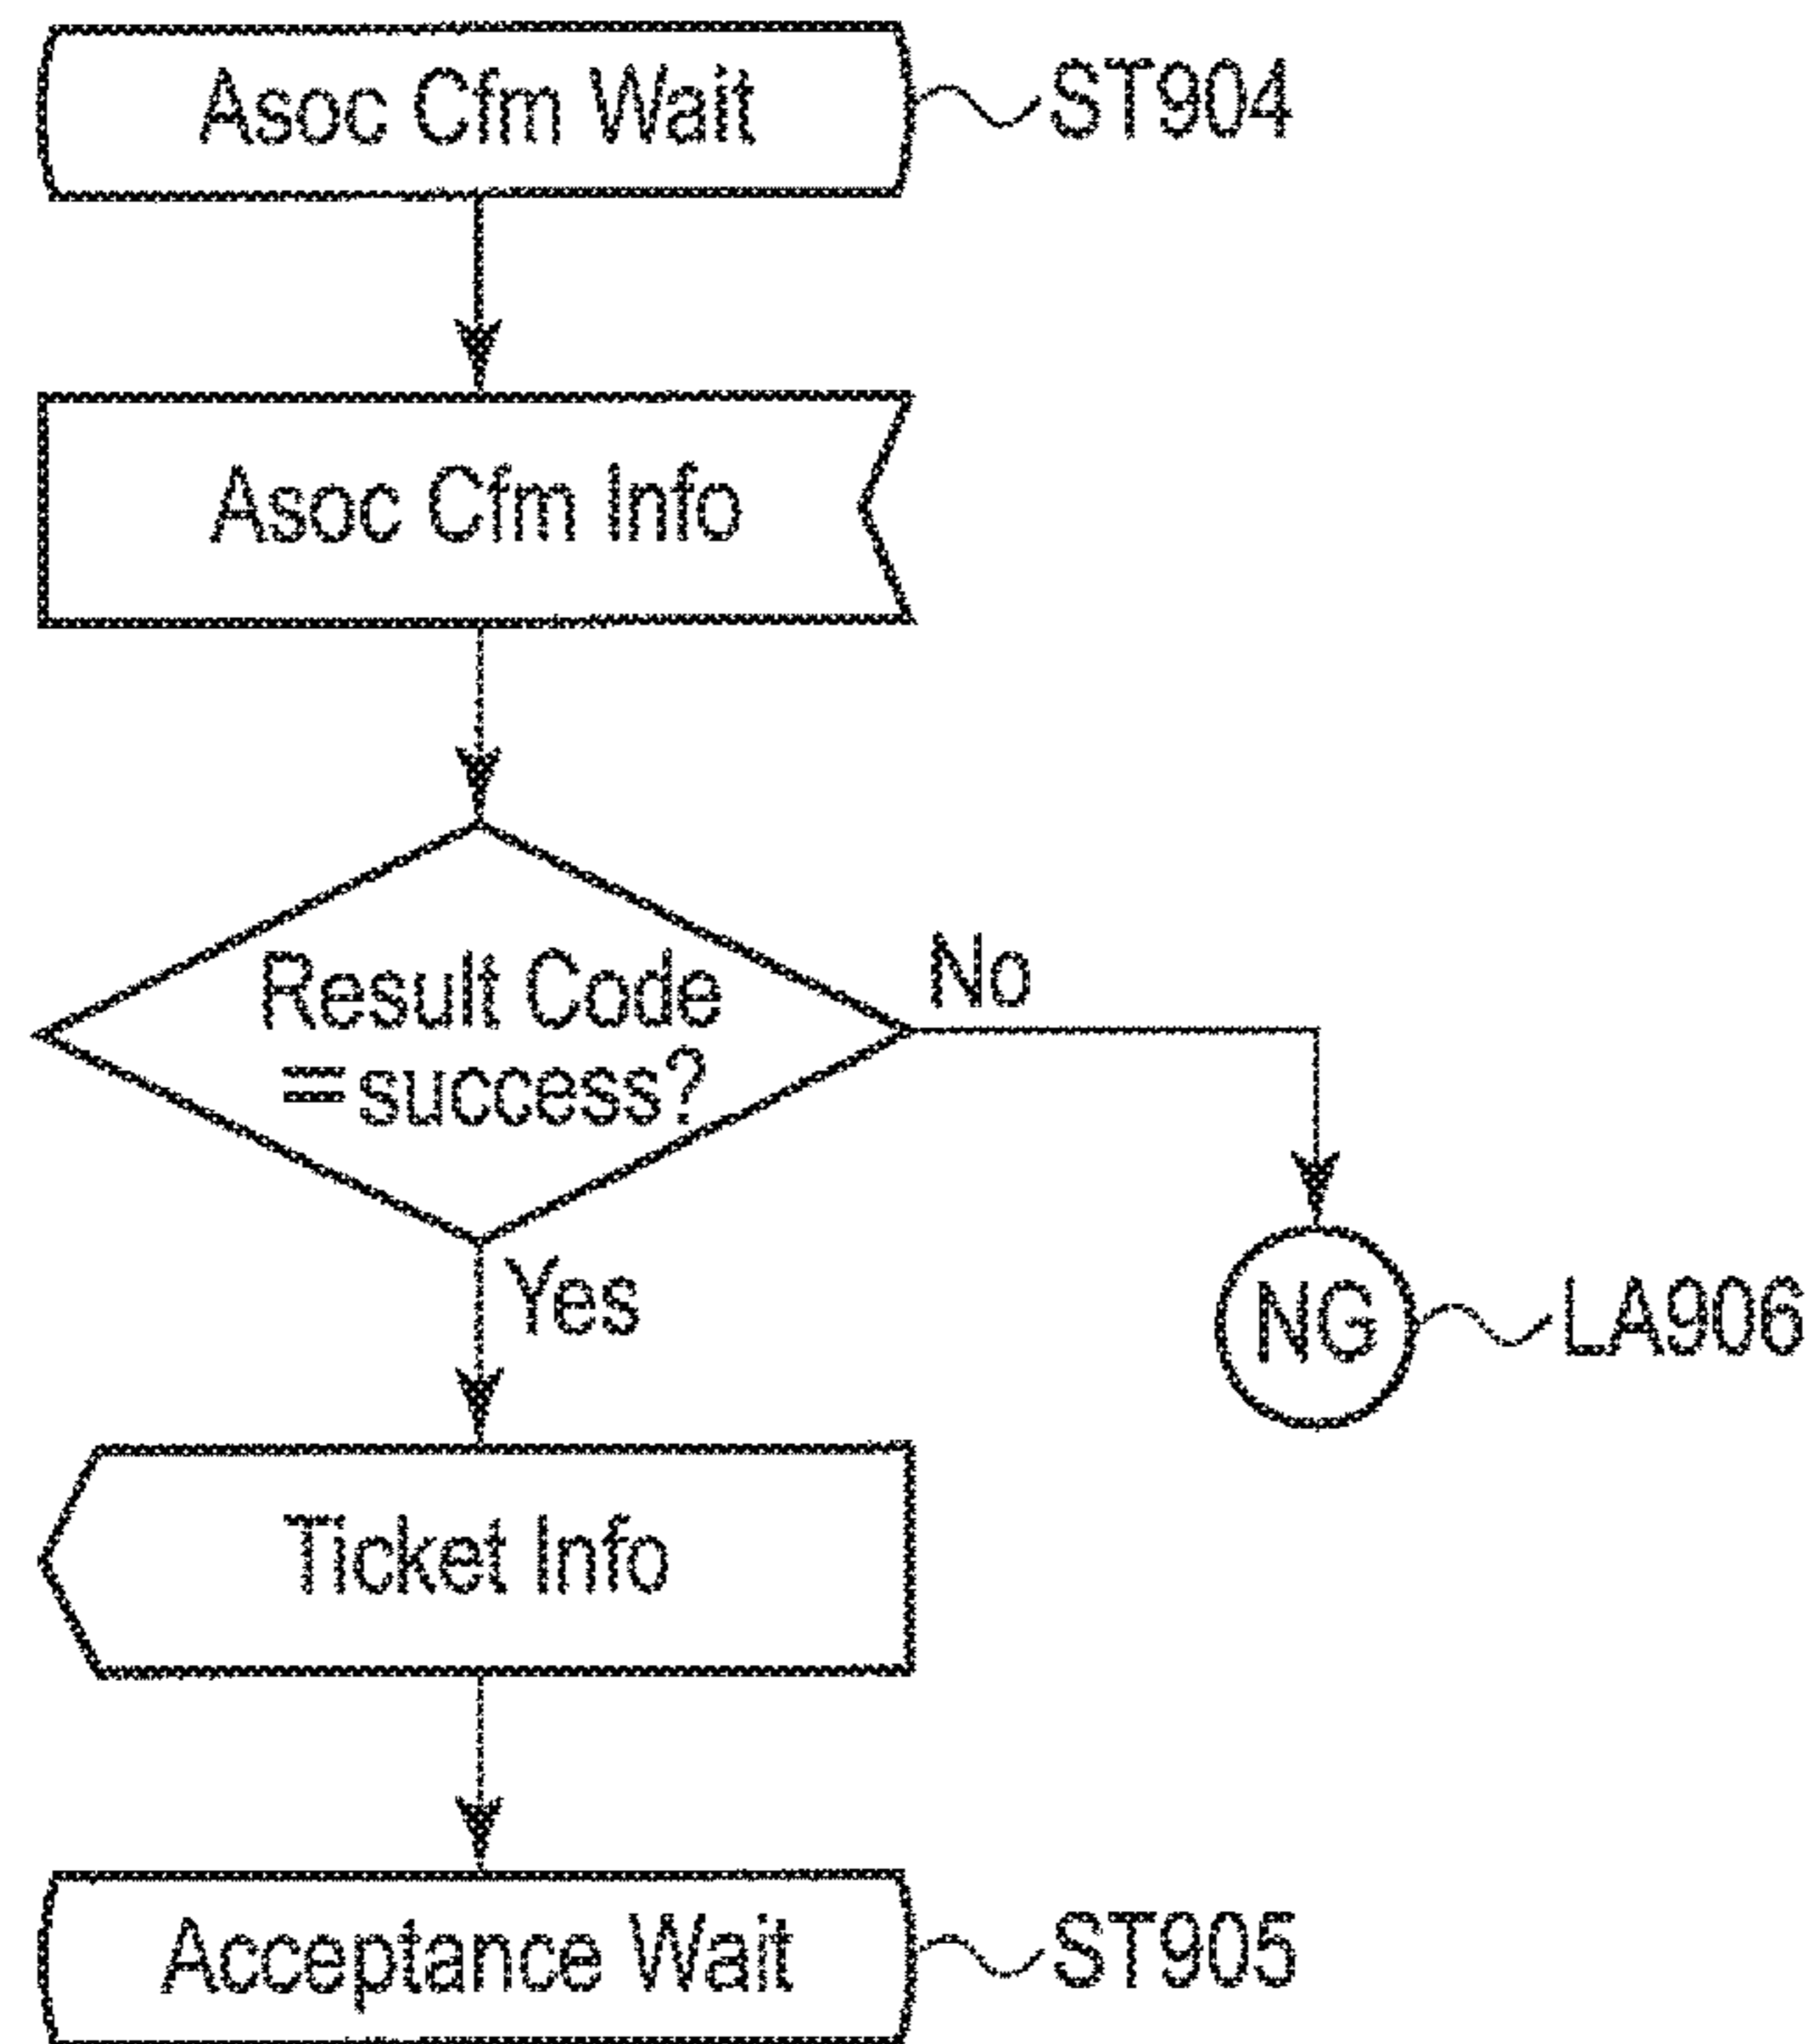 Asoc Cfm Wait
ST904
Asoc Cfm Info
Result Code
=success?
No
Yes
NG
LA906
Ticket Info
Acceptance Wait
ST905